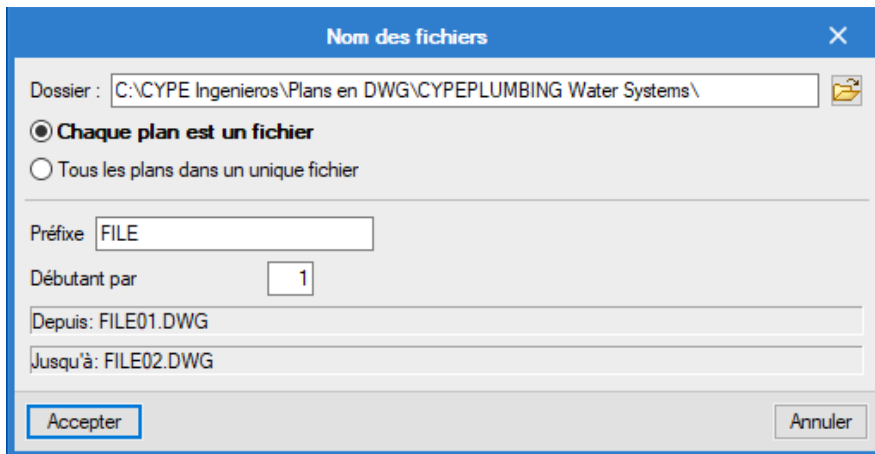 Nom des fichiers
Dossier : C:\CYPE Ingenieros\Plans en DWG\CYPEPLUMBING Water Systems\
Chaque plan est un fichier
Tous les plans dans un unique fichier
Préfixe FILE
Débutant par 1
Depuis: FILE01.DWG
Jusqu'à: FILE02.DWG
Accepter Annuler